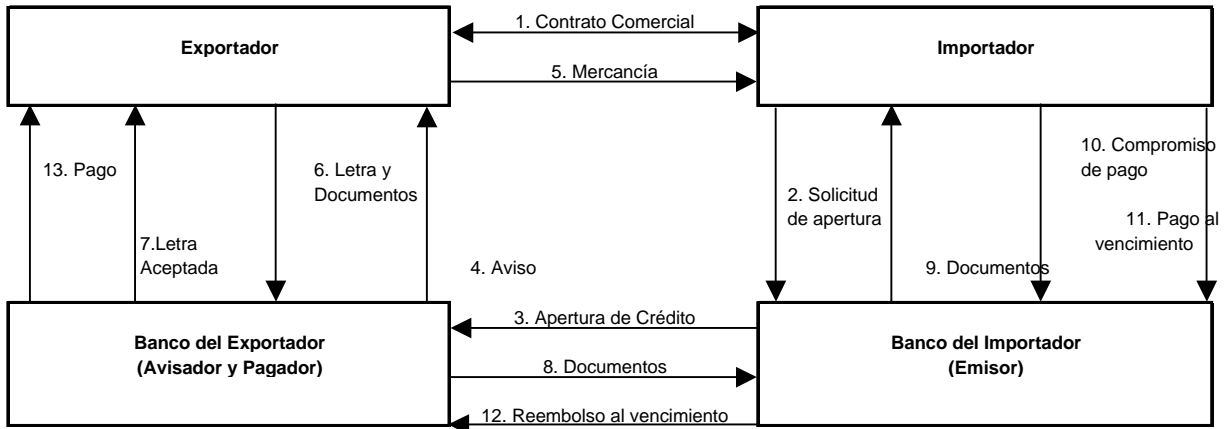 1. Contrato Comercial
Exportador
Importador
5. Mercancía
13. Pago
6. Letra y
Documentos
7.Letra
Aceptada
4. Aviso
2. Solicitud
de apertura
10. Compromiso
de pago
11. Pago al
vencimiento
9. Documentos
3. Apertura de Crédito
Banco del Exportador
(Avisador y Pagador)
Banco del Importador
(Emisor)
8. Documentos
12. Reembolso al vencimiento